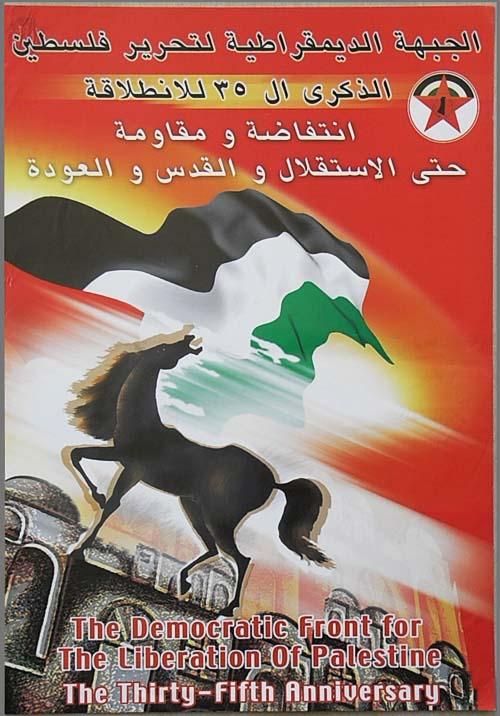 الجبهة الديمقراطية لتحرير فلسطين
الذكرى ال ٣٥ للانطلاقة
انتفاضة و مقاومة
حتى الاستقلال و القدس و العودة
The Democratic Front for
The Liberation Of Palestine
The Thirty-Fifth Anniversary